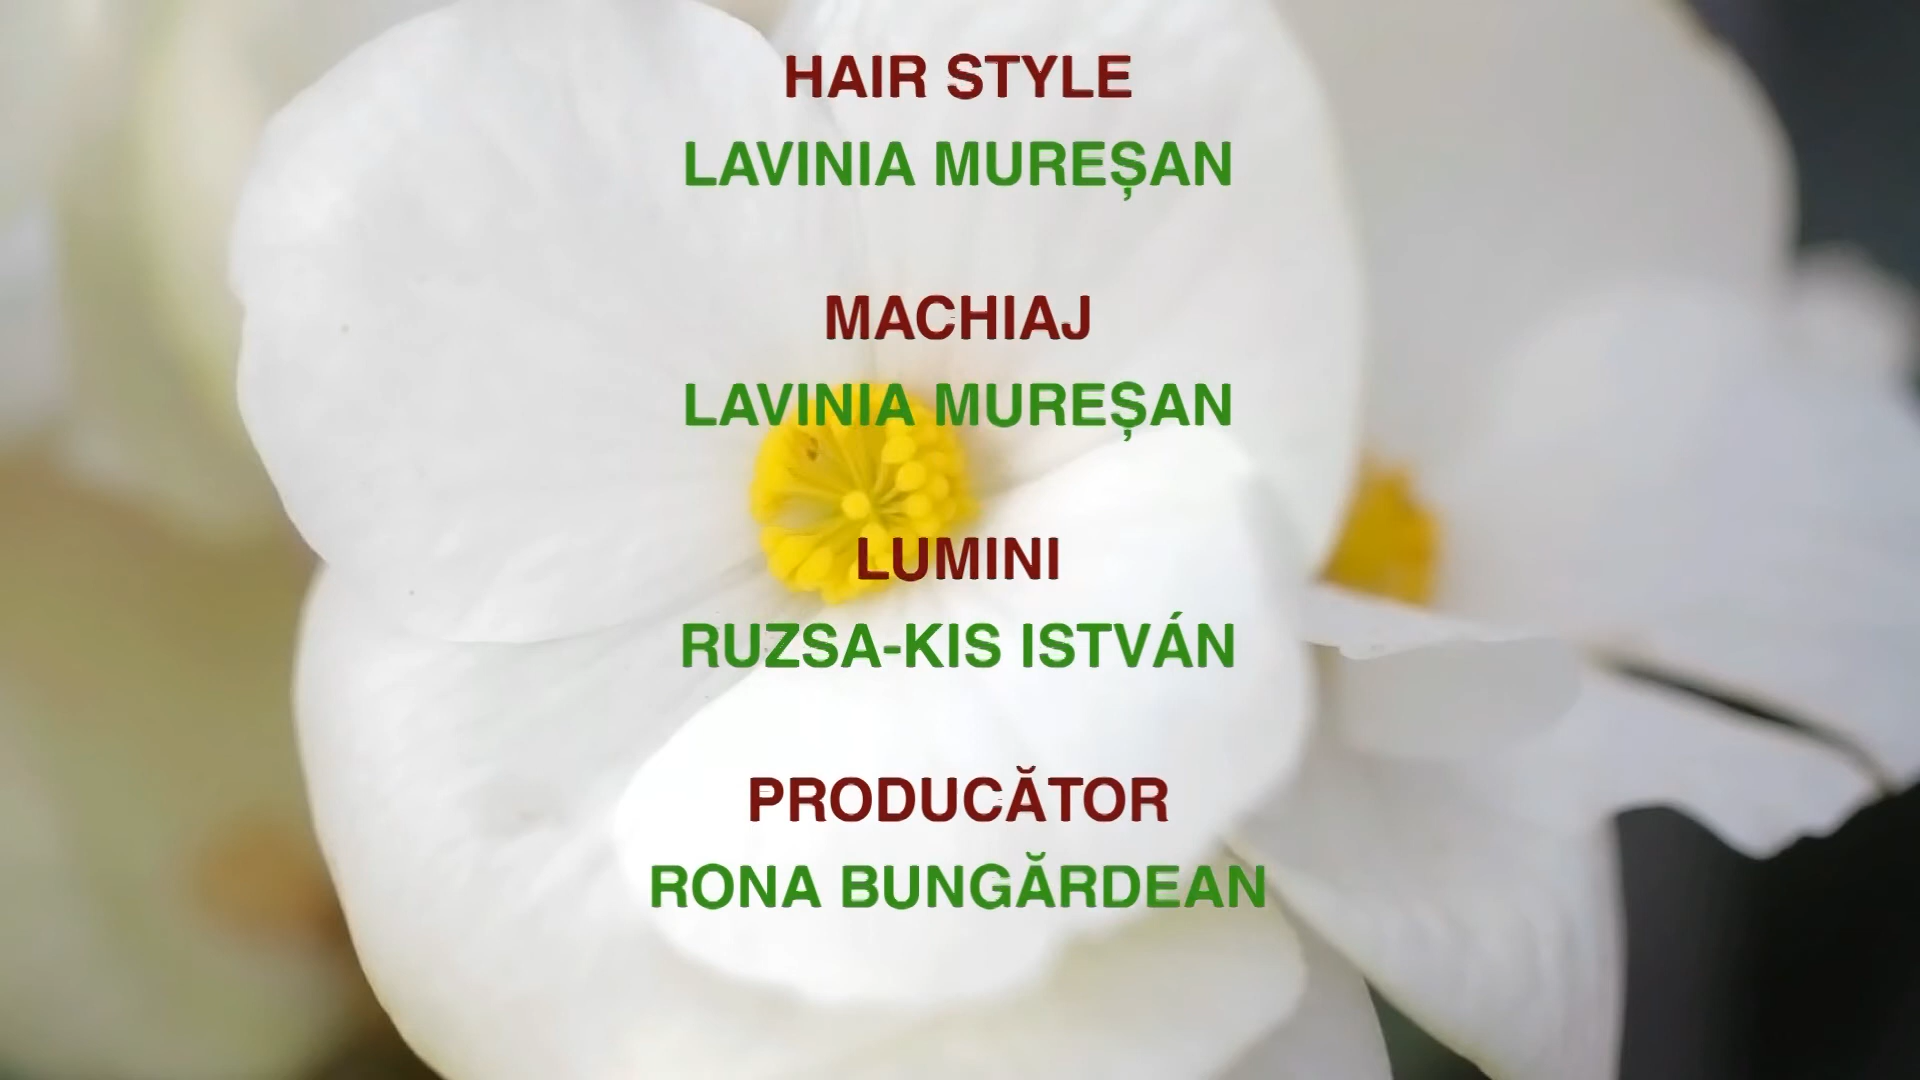 HAIR STYLE
LAVINIA MUREȘAN
MACHIAJ
LAVINIA MUREȘAN
LUMINI
RUZSA-KIS ISTVÁN
PRODUCĂTOR
RONA BUNGĂRDEAN